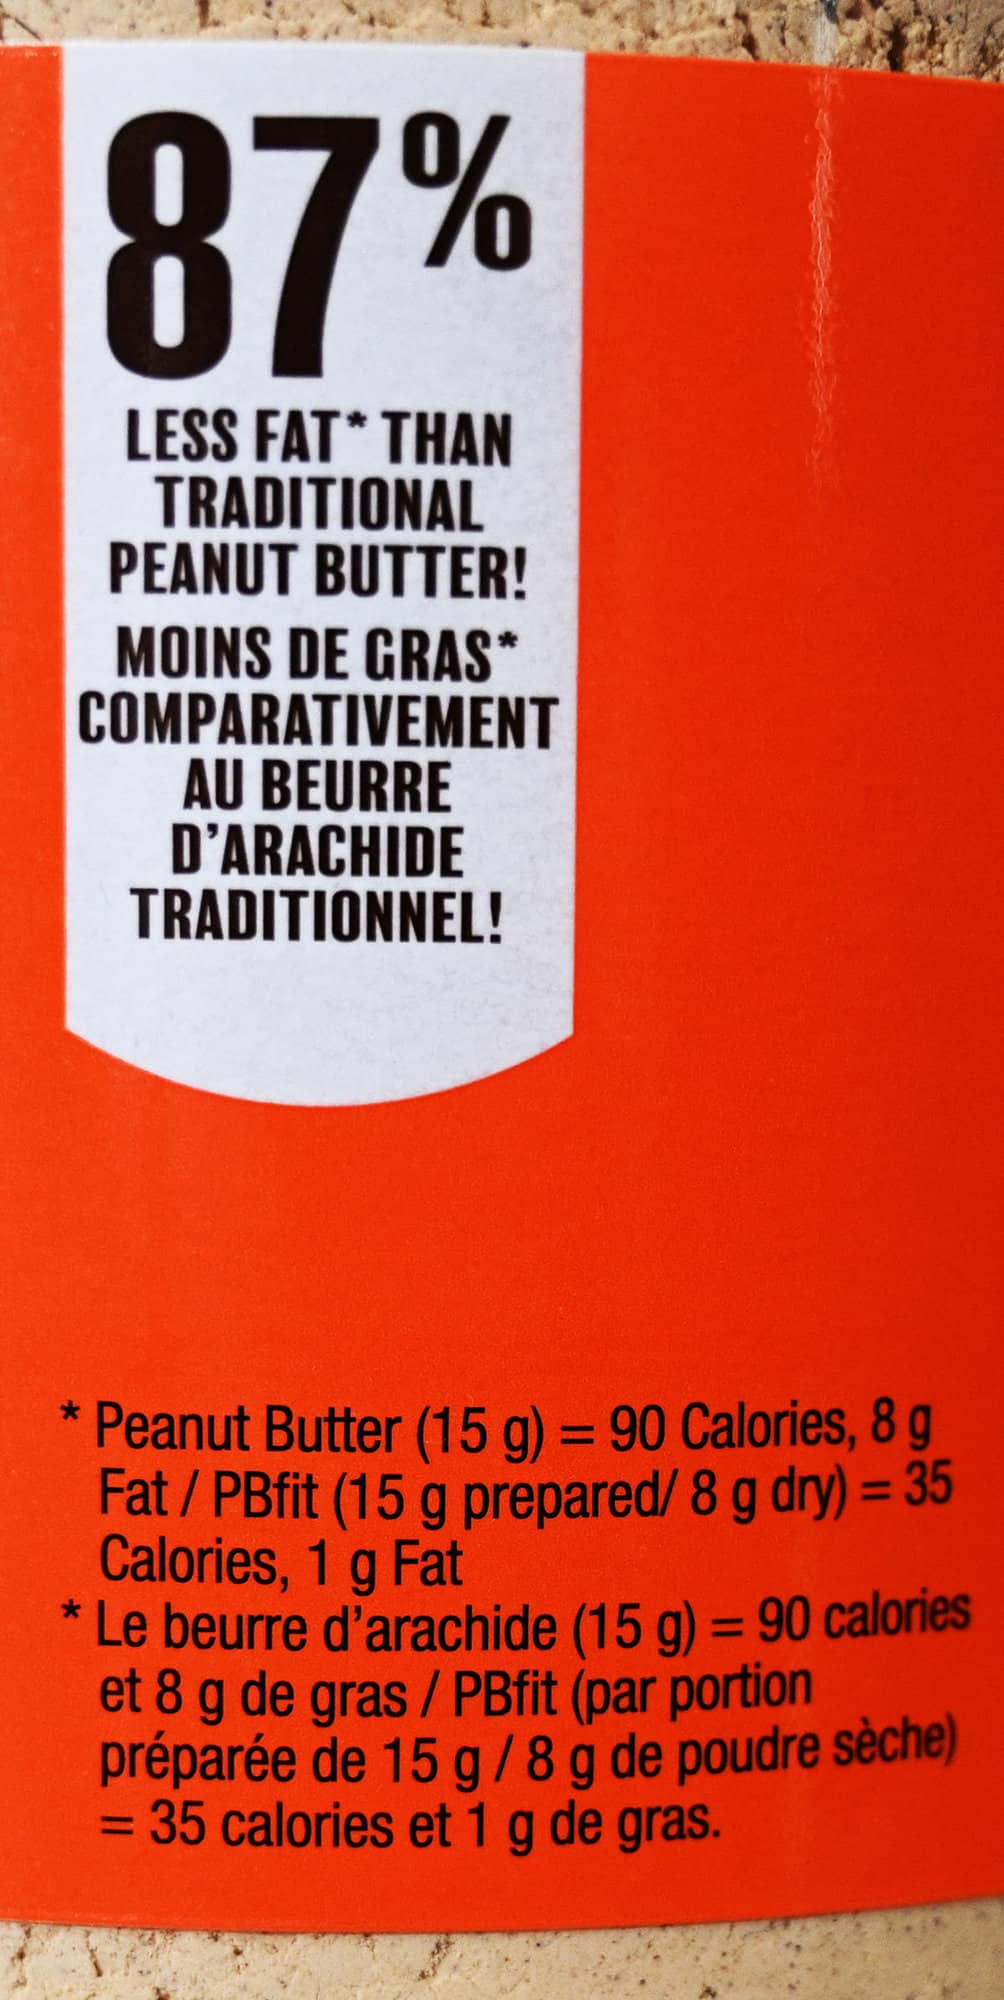 87%
LESS FAT* THAN
TRADITIONAL
PEANUT BUTTER!
MOINS DE GRAS*
COMPARATIVEMENT
AU BEURRE
D'ARACHIDE
TRADITIONNEL!
* Peanut Butter (15 g) = 90 Calories, 8 g
Fat / PBfit (15 g prepared/ 8 g dry) = 35
Calories, 1 g Fat
* Le beurre d'arachide (15 g) = 90 calories
et 8 g de gras / PBfit (par portion
préparée de 15 g / 8 g de poudre sèche)
= 35 calories et 1 g de gras.